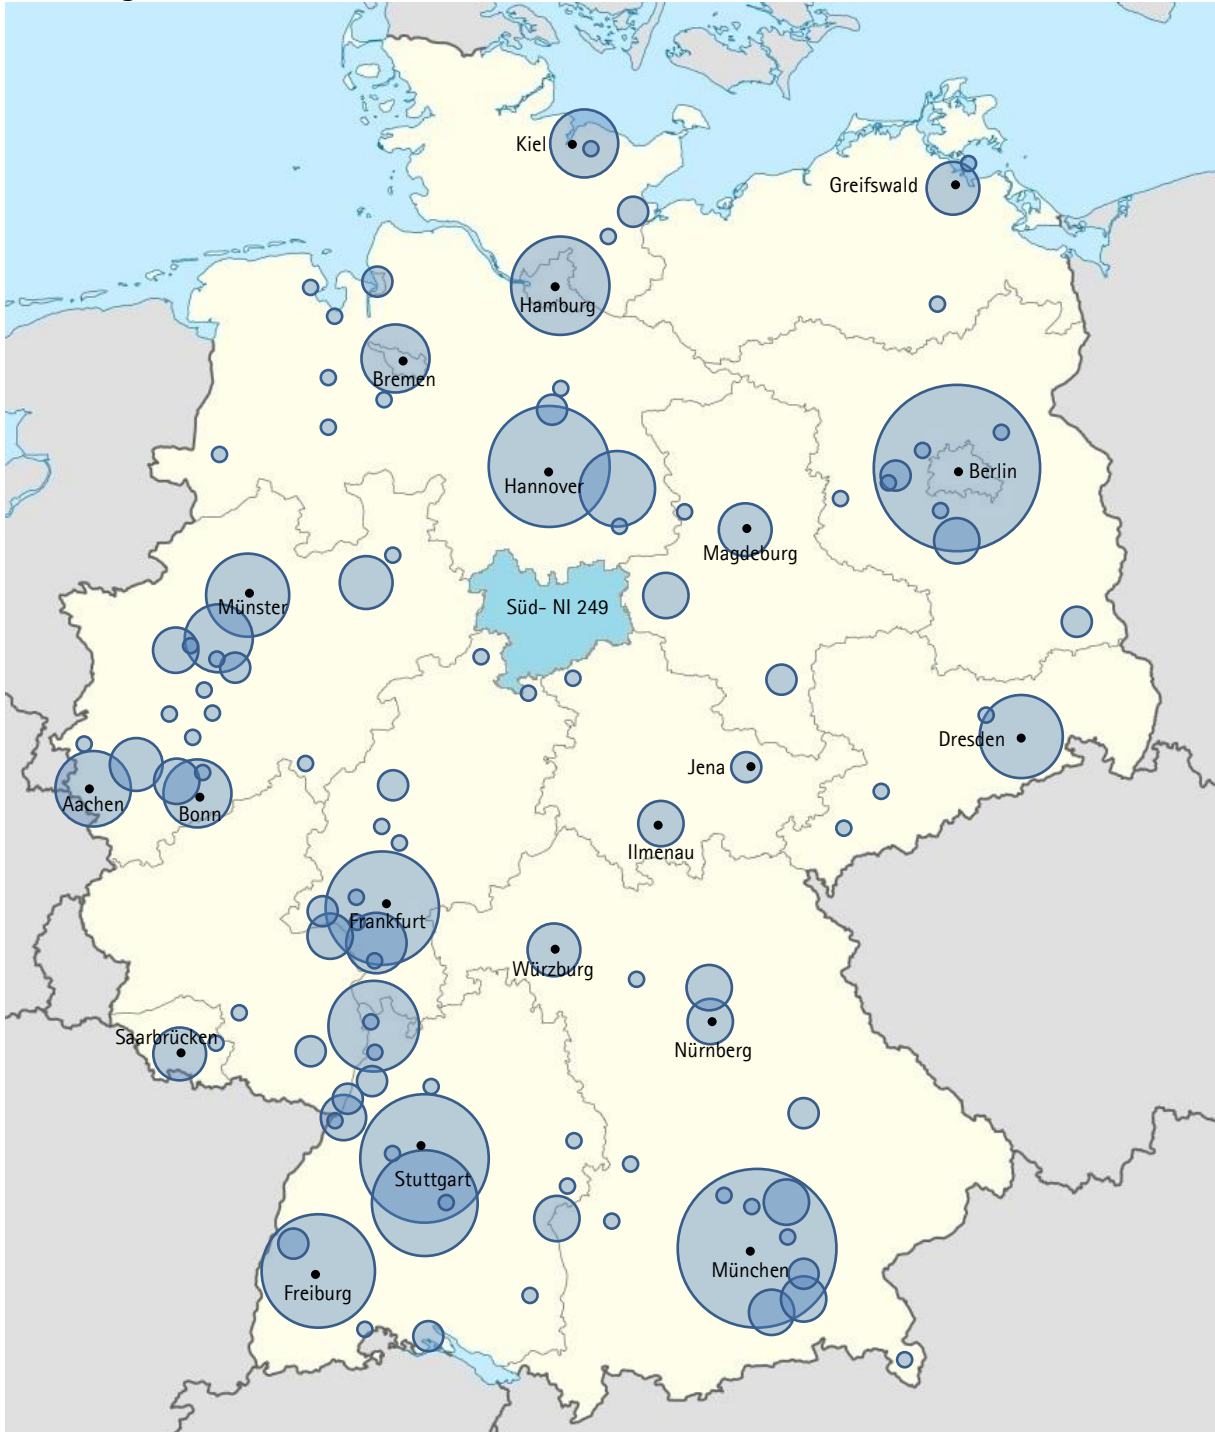 Kiel
Greifswald
Hamburg
Bremen
Berlin
Hannover
Magdeburg
Münster
Süd- NI 249
Dresden
Jena
Aachen
Bonn
Ilmenau
Frankfurt
Würzburg
Saarbrücken
Nürnberg
Stuttgart
München
Freiburg